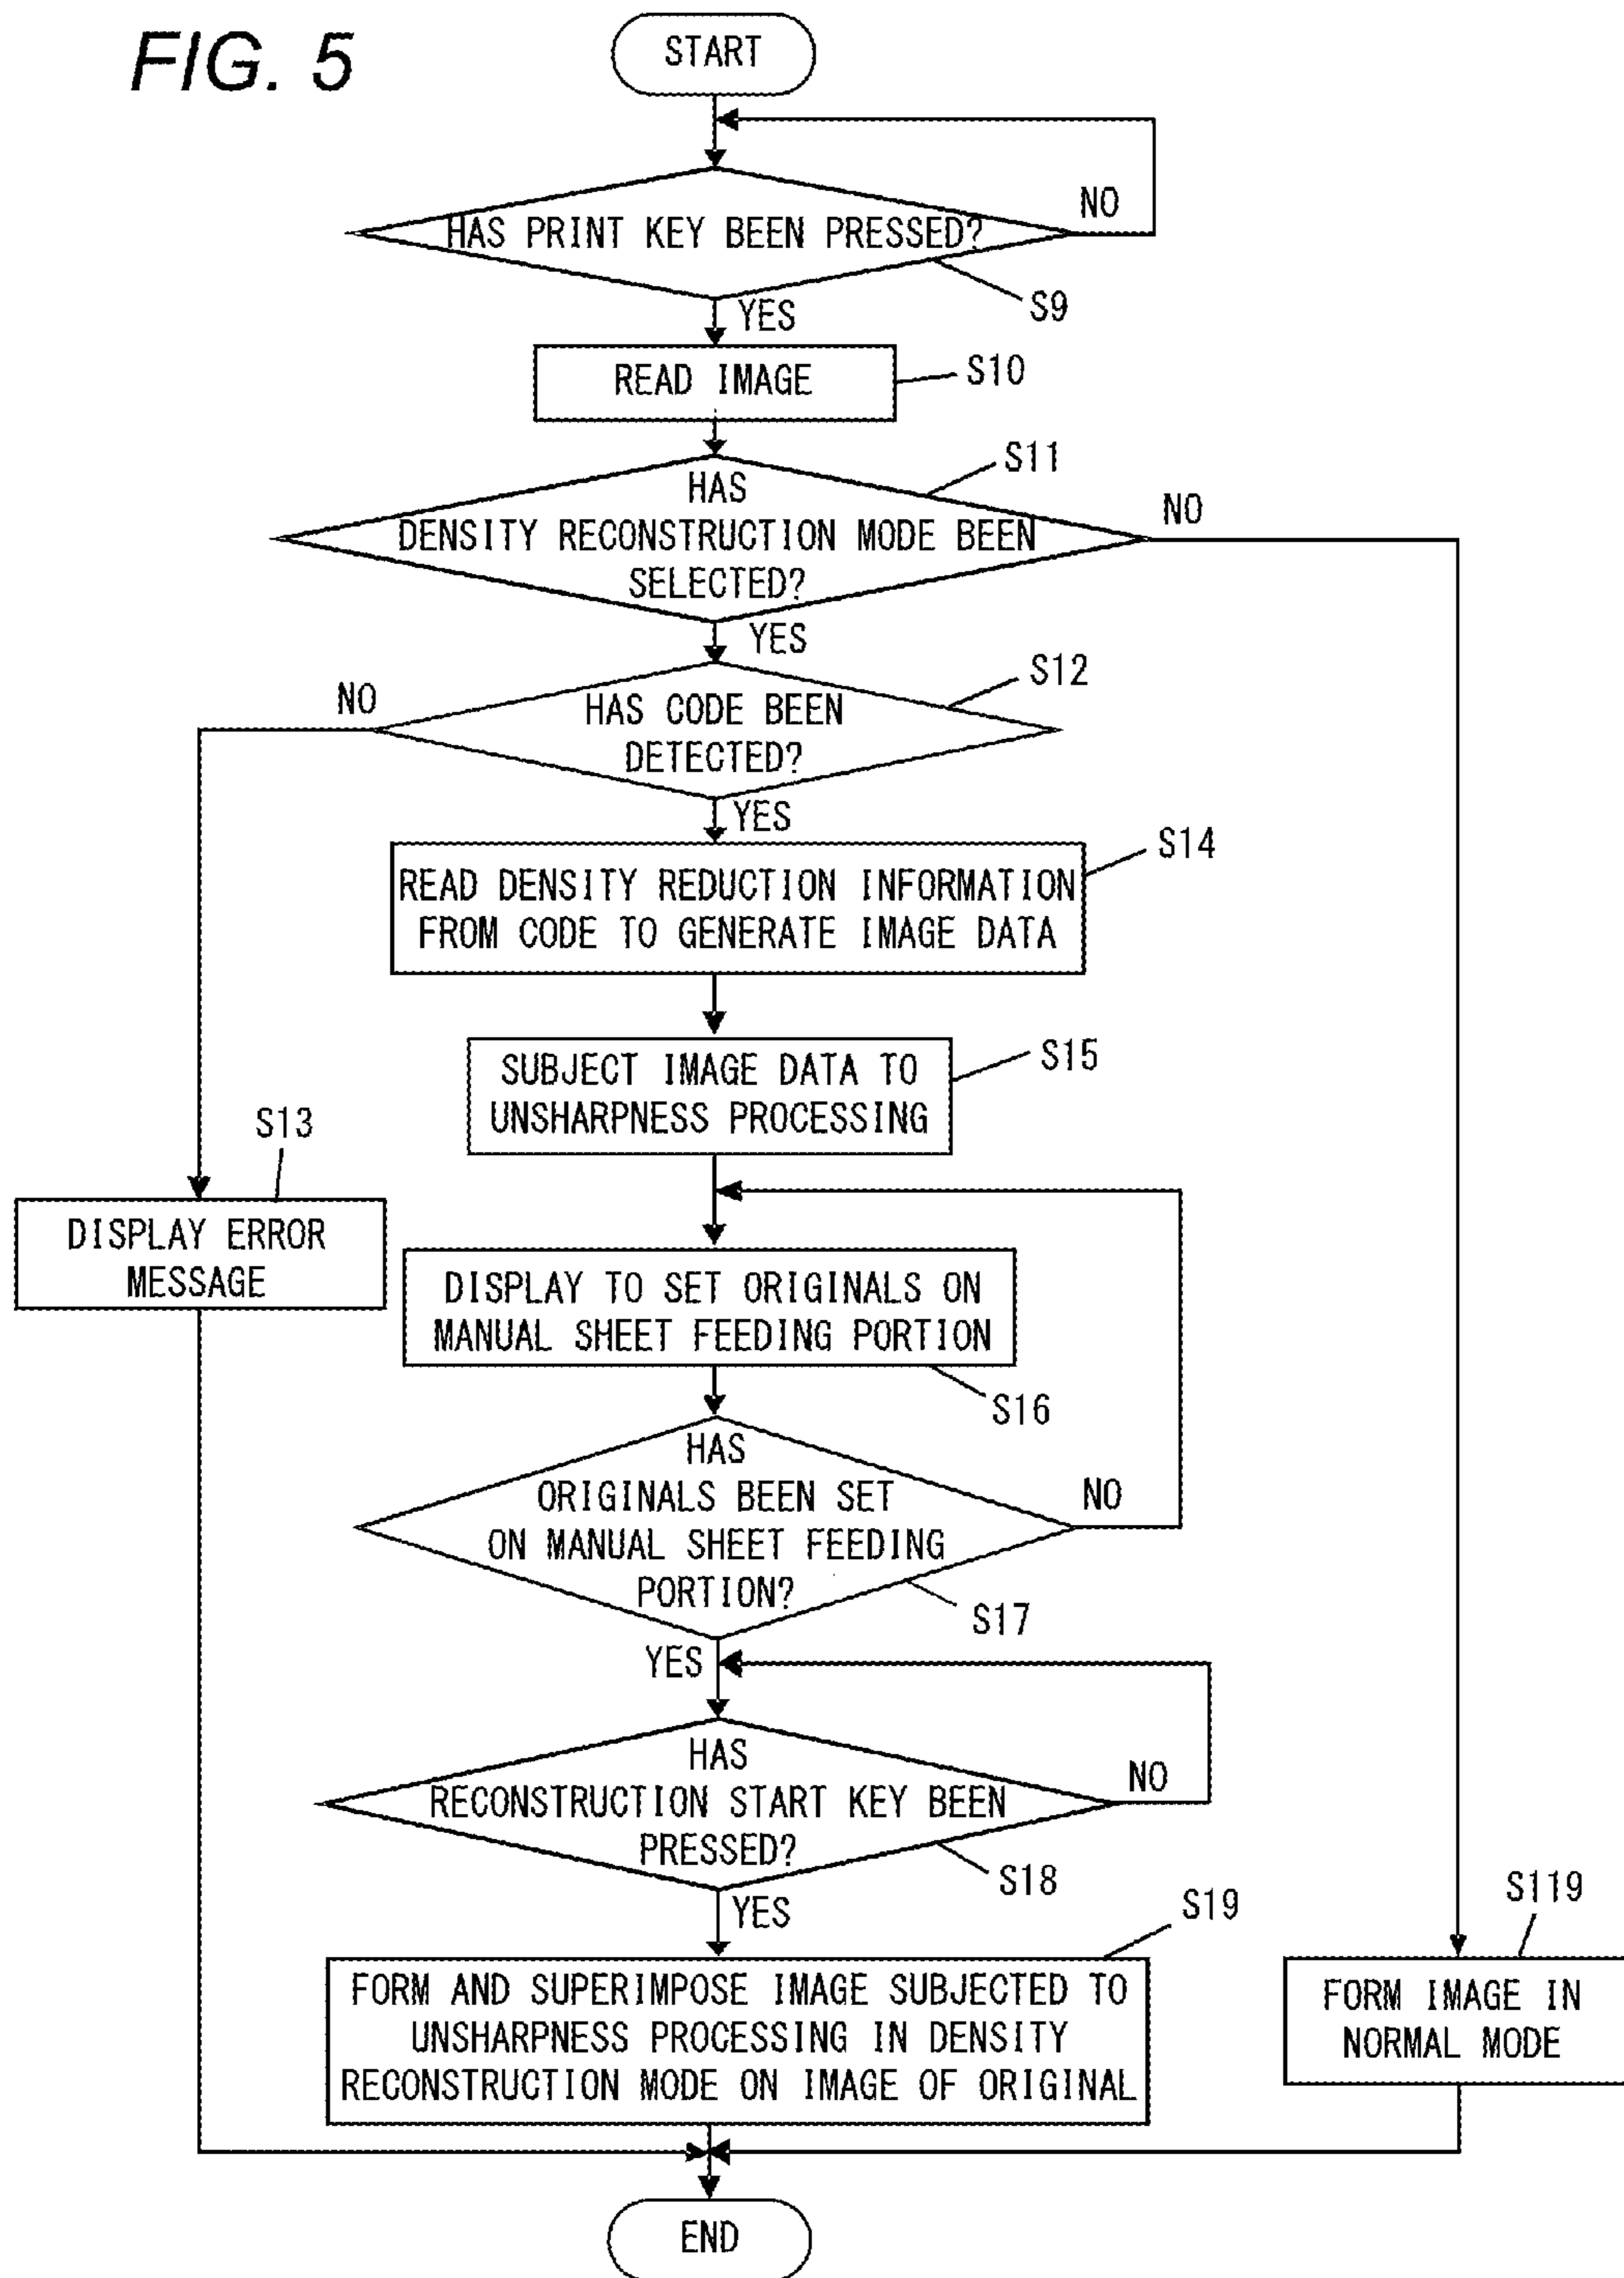 FIG. 5
START
HAS PRINT KEY BEEN PRESSED?
NO
S9
YES
READ IMAGE
S10
S11
HAS
DENSITY RECONSTRUCTION MODE BEEN
SELECTED?
NO
YES
S12
NO
HAS CODE BEEN
DETECTED?
YES
S14
READ DENSITY REDUCTION INFORMATION
FROM CODE TO GENERATE IMAGE DATA
S15
SUBJECT IMAGE DATA TO
UNSHARPNESS PROCESSING
S13
DISPLAY ERROR
MESSAGE
DISPLAY TO SET ORIGINALS ON
MANUAL SHEET FEEDING PORTION
S16
HAS
ORIGINALS BEEN SET
ON MANUAL SHEET FEEDING
PORTION?
NO
S17
YES
HAS
RECONSTRUCTION START KEY BEEN
PRESSED?
NO
S18
YES
S19
FORM AND SUPERIMPOSE IMAGE SUBJECTED TO
UNSHARPNESS PROCESSING IN DENSITY
RECONSTRUCTION MODE ON IMAGE OF ORIGINAL
S119
FORM IMAGE IN
NORMAL MODE
END